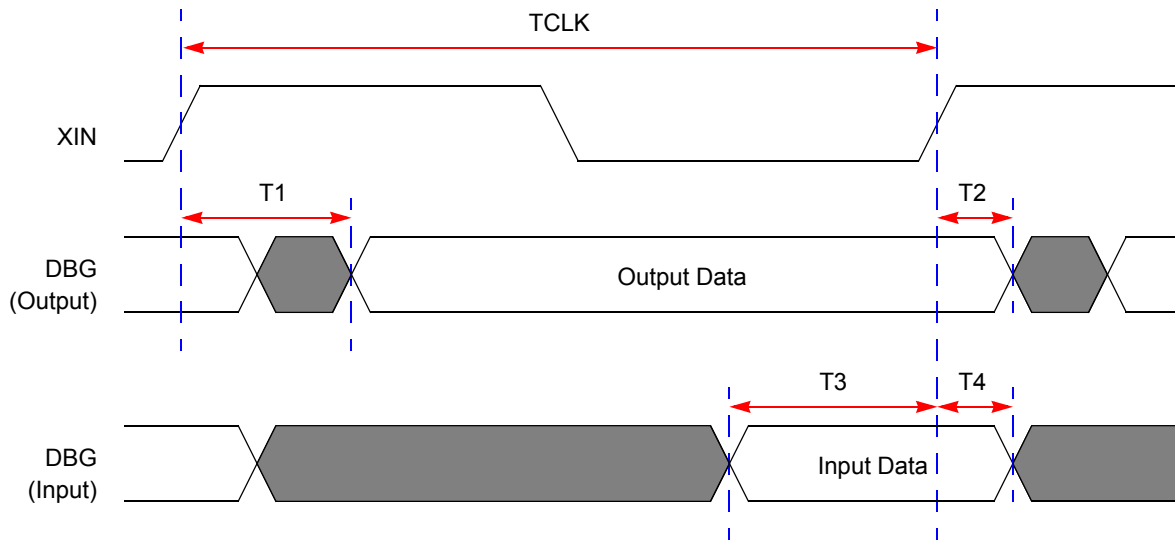 TCLK
XIN
T1
T2
DBG
(Output)
Output Data
T3
T4
DBG
(Input)
Input Data